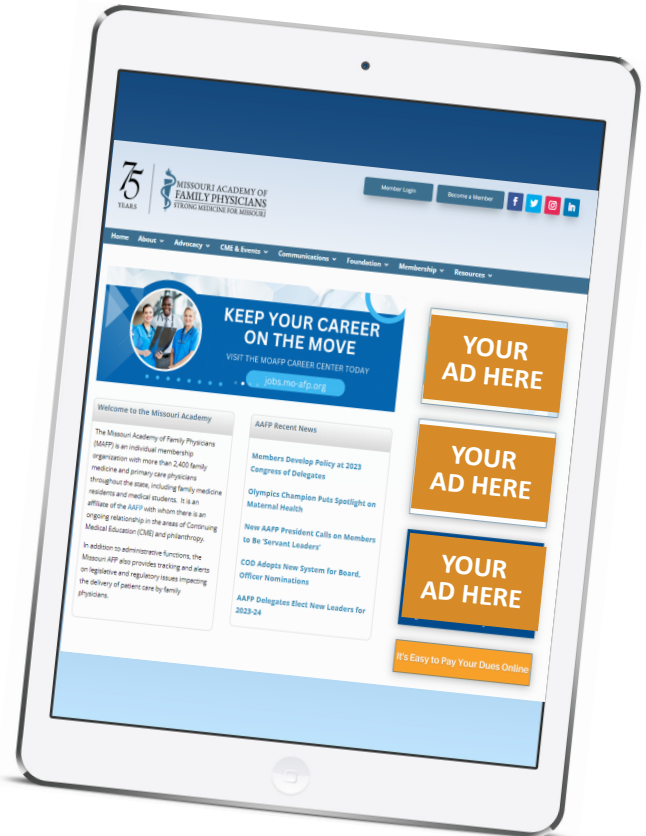 75
YEARS
MISSOURI ACADEMY OF
FAMILY PHYSICIANS
STRONG MEDICINE FOR MISSOURI
Member Login
Become a Member
Home About Advocacy CME & Events Communications Foundation Membership Resources
KEEP YOUR CAREER
ON THE MOVE
VISIT THE MOAFP CAREER CENTER TODAY
jobs.mo-afp.org
Welcome to the Missouri Academy
The Missouri Academy of Family Physicians
(MAFP) is an individual membership
organization with more than 2,400 family
medicine and primary care physicians
throughout the state, including family medicine
residents and medical students. It is an
affiliate of the AAFP with whom there is an
ongoing relationship in the areas of Continuing
Medical Education (CME) and philanthropy.
In addition to administrative functions, the
Missouri AFP also provides tracking and alerts
on legislative and regulatory issues impacting
the delivery of patient care by family
physicians.
AAFP Recent News
Members Develop Policy at 2023
Congress of Delegates
Olympics Champion Puts Spotlight on
Maternal Health
New AAFP President Calls on Members
to Be 'Servant Leaders'
COD Adopts New System for Board,
Officer Nominations
AAFP Delegates Elect New Leaders for
2023-24
YOUR
AD HERE
YOUR
AD HERE
YOUR
AD HERE
It's Easy to Pay Your Dues Online